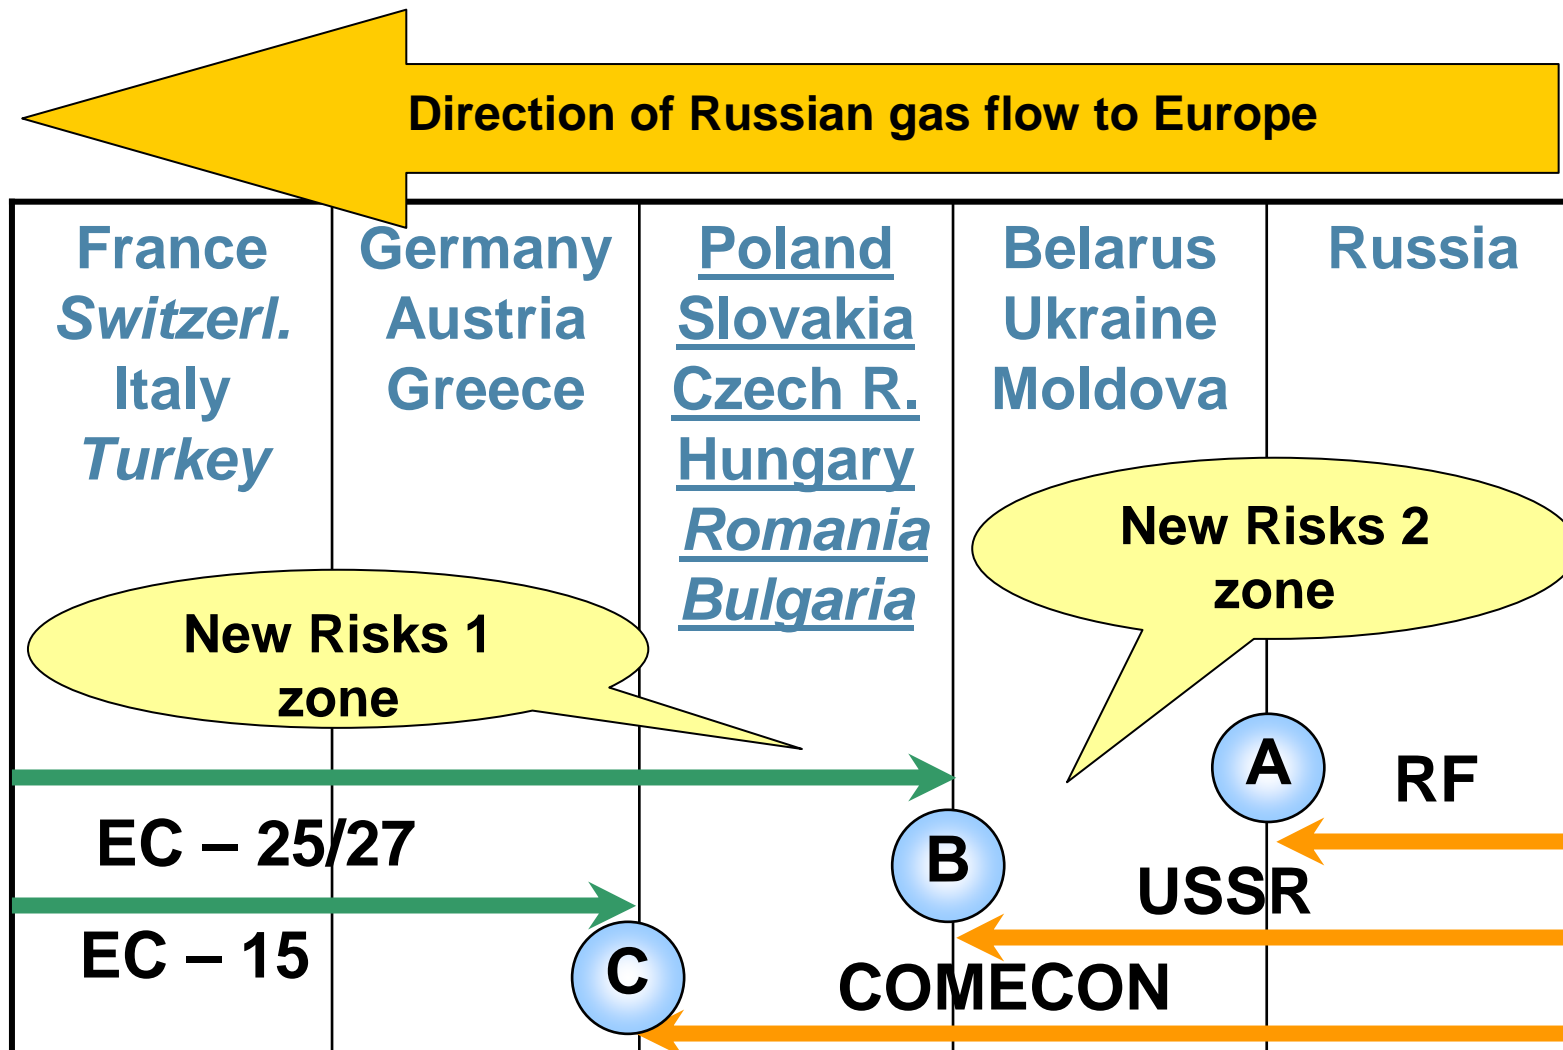 Direction of Russian gas flow to Europe
France
Switzerl.
Italy
Turkey
Germany
Austria
Greece
Poland
Slovakia
Czech R.
Hungary
Romania
Bulgaria
Belarus
Ukraine
Moldova
Russia
New Risks 1
zone
New Risks 2
zone
A
RF
EC – 25/27
B
USSR
EC – 15
C
COMECON